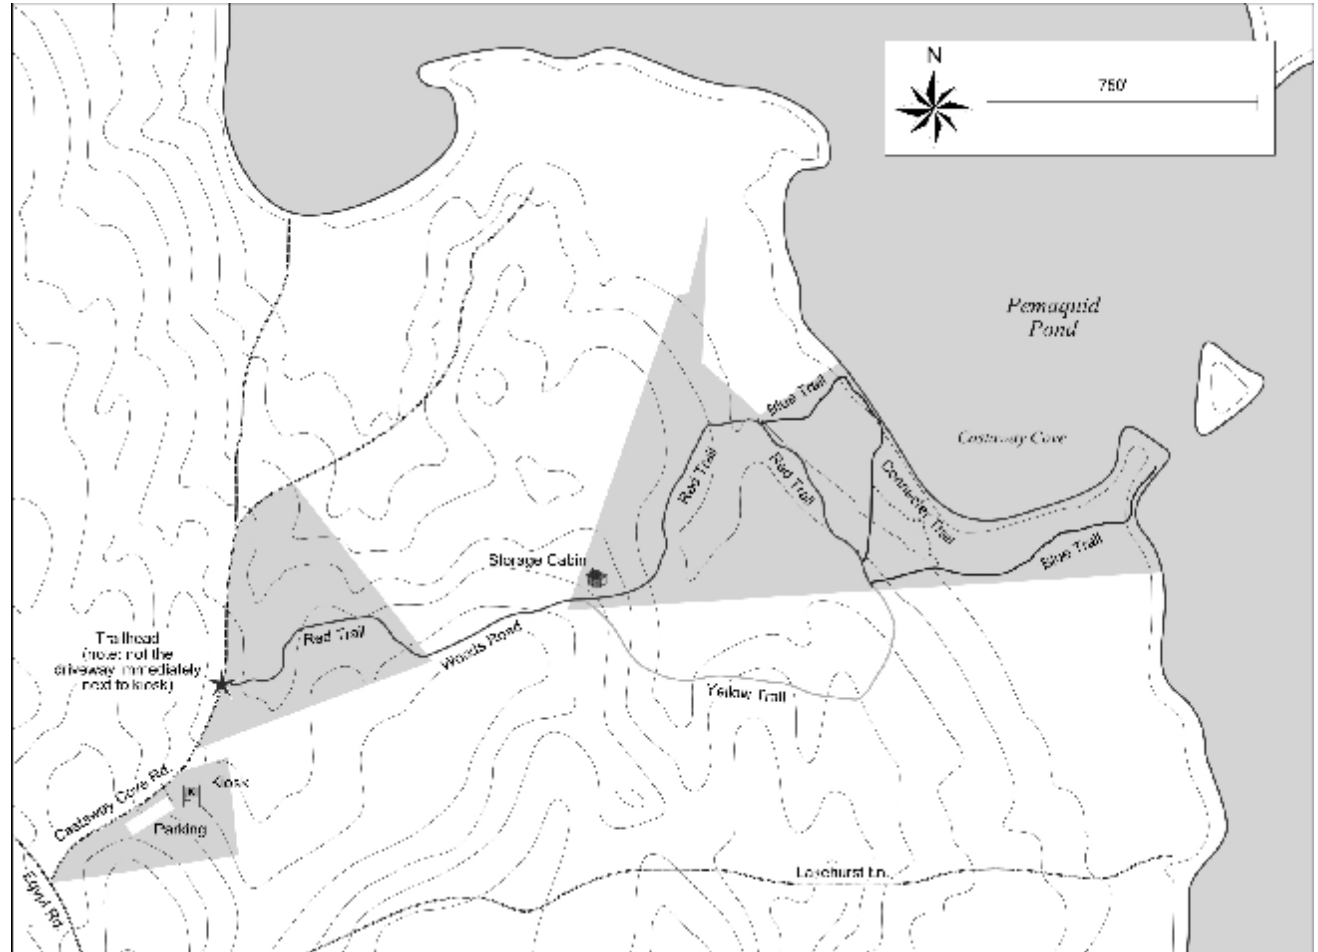 N
750'
Pemaquid
Pond
Castaway Cove
Blue Trail
Red Trail
Red Trail
Connector Trail
Blue Trail
Storage Cabin
Red Trail
Woods Road
Trailhead
(note: not the
driveway immediately
next to kiosk)
Yellow Trail
Castaway Cove Rd.
Kiosk
Parking
Lakehurst Ln.
Egypt Rd.